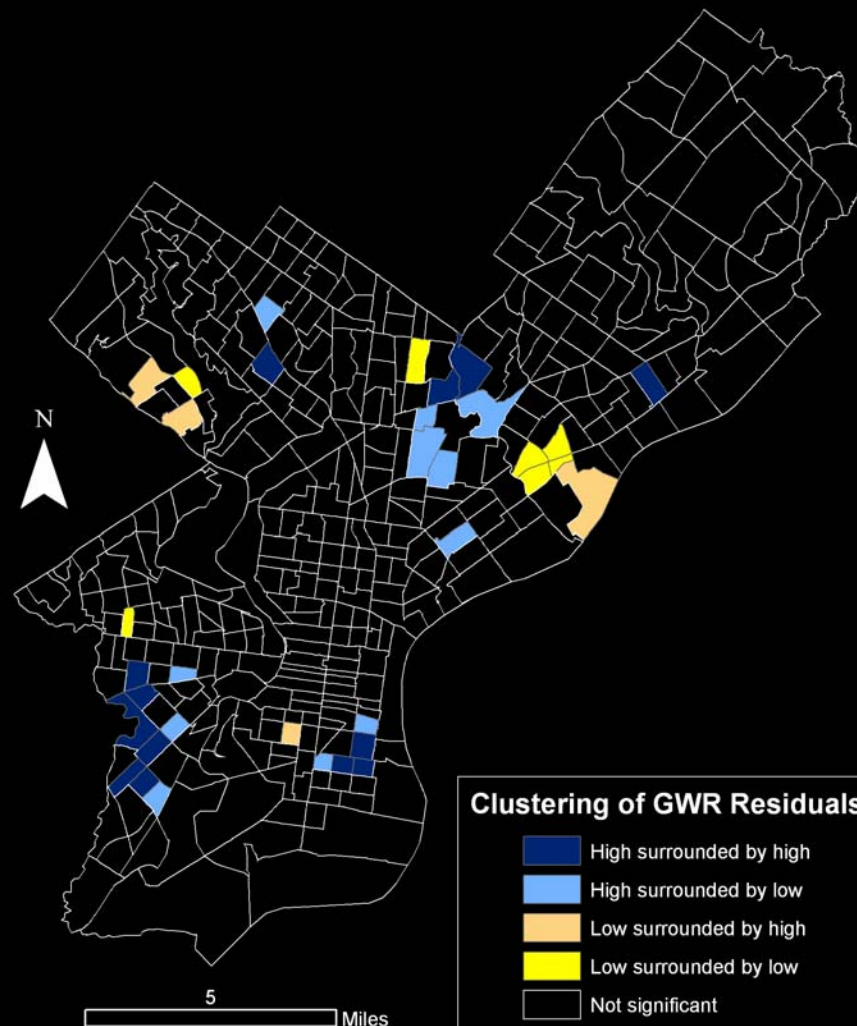 N
Clustering of GWR Residuals
High surrounded by high
High surrounded by low
Low surrounded by high
Low surrounded by low
Not significant
5
Miles